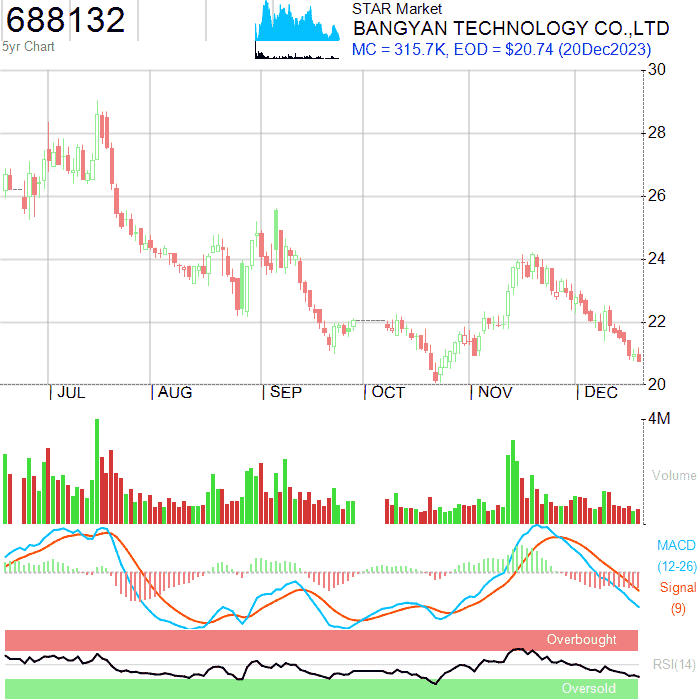 688132
5yr Chart
STAR Market
BANGYAN TECHNOLOGY CO.,LTD
MC = 315.7K, EOD = $20.74 (20Dec2023)
30
28
26
24
22
20
JUL AUG SEP OCT NOV DEC
4M
Volume
MACD
(12-26)
Signal
(9)
Overbought
RSI(14)
Oversold